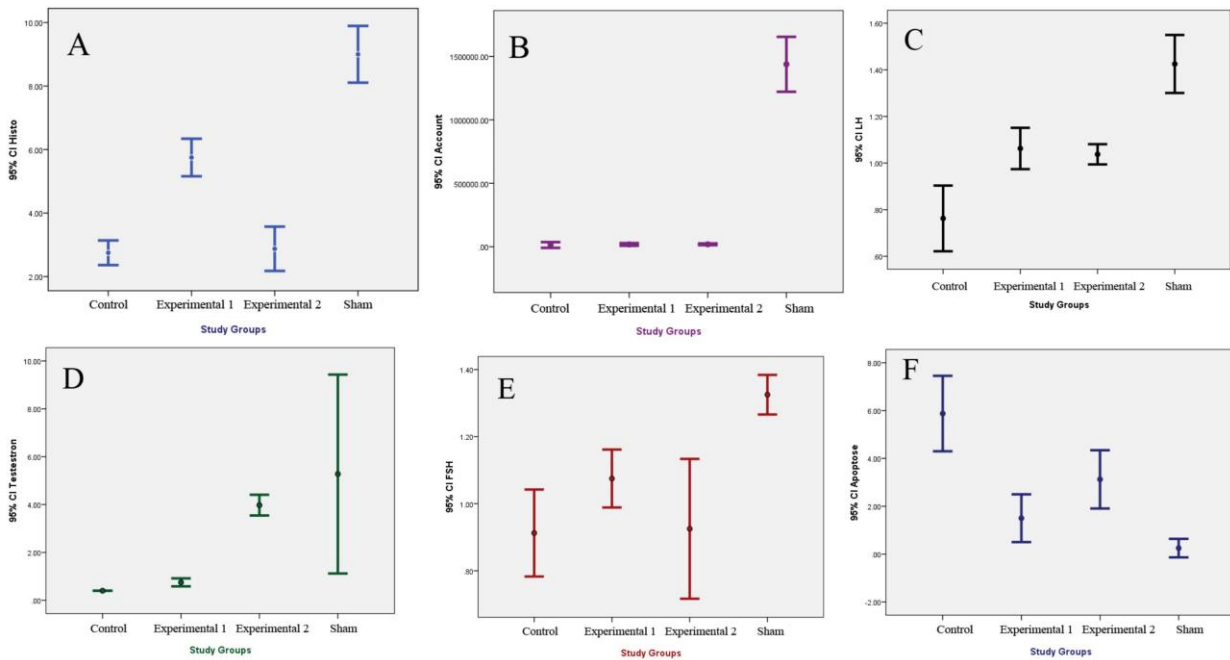 A
95% CI Histo
10.00
8.00
6.00
4.00
2.00
Control Experimental 1 Experimental 2 Sham
Study Groups
B
95% CI Account
1500000.00
1000000.00
500000.00
.00
Control Experimental 1 Experimental 2 Sham
Study Groups
C
95% CI LH
1.60
1.40
1.20
1.00
.80
.60
Control Experimental 1 Experimental 2 Sham
Study Groups
D
95% CI Testestron
10.00
8.00
6.00
4.00
2.00
.00
Control Experimental 1 Experimental 2 Sham
Study Groups
E
95% CI FSH
1.40
1.20
1.00
.80
Control Experimental 1 Experimental 2 Sham
Study Groups
F
95% CI Apoptose
8.00
6.00
4.00
2.00
.00
-2.00
Control Experimental 1 Experimental 2 Sham
Study Groups